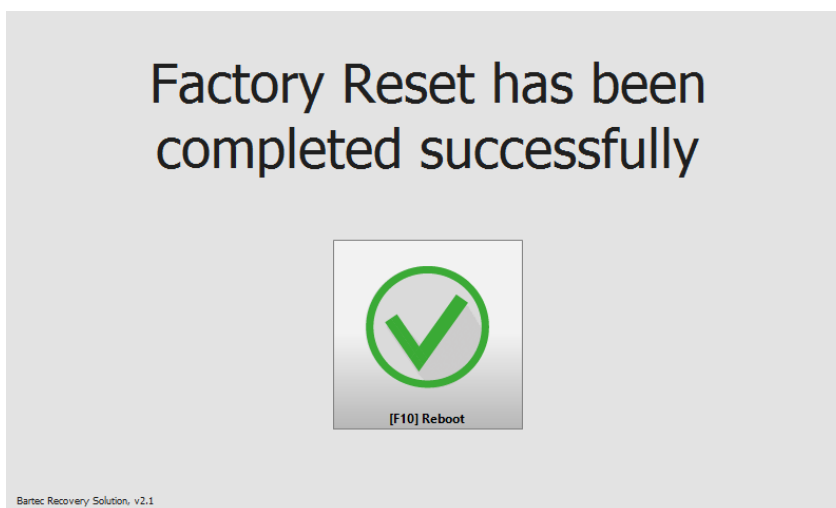 Factory Reset has been
completed successfully
[F10] Reboot
Bartec Recovery Solution, v2.1